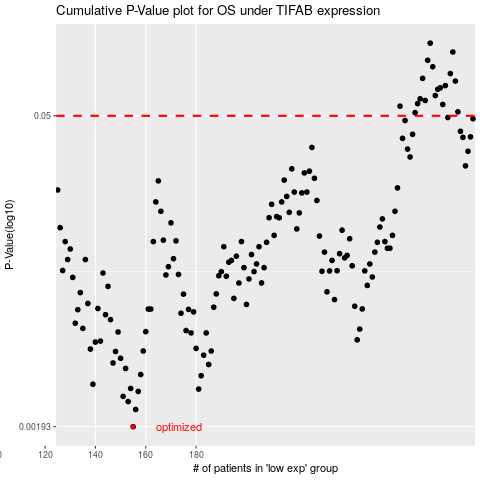 Cumulative P-Value plot for OS under TIFAB expression
P-Value(log10)
0.05
0.00193
optimized
0 120 140 160 180
# of patients in 'low exp' group